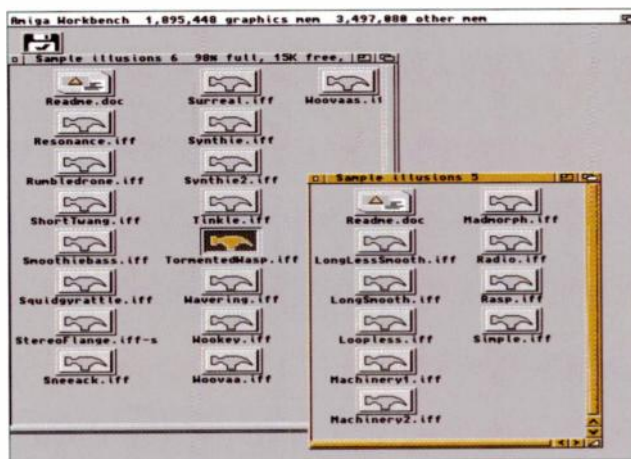 Amiga Workbench 1,895,448 graphics mem 3,497,080 other mem
Sample illusions 6 98% full, 15K free,
Readme.doc
Surreal.iff
Woovaas.i1
Resonance.iff
Synthie.iff
Rumbledrone.iff
Synthie2.iff
ShortTwang.iff
Tinkle.iff
Smoothiebass.iff
TormentedWasp.iff
Squidgyrattle.iff
Wavering.iff
StereoFlange.iff-s
Wookey.iff
Sneeack.iff
Woovaa.iff
Sample illusions 5
Readme.doc
Madmorph.iff
LongLessSmooth.iff
Radio.iff
LongSmooth.iff
Rasp.iff
Loopless.iff
Simple.iff
Machinery1.iff
Machinery2.iff